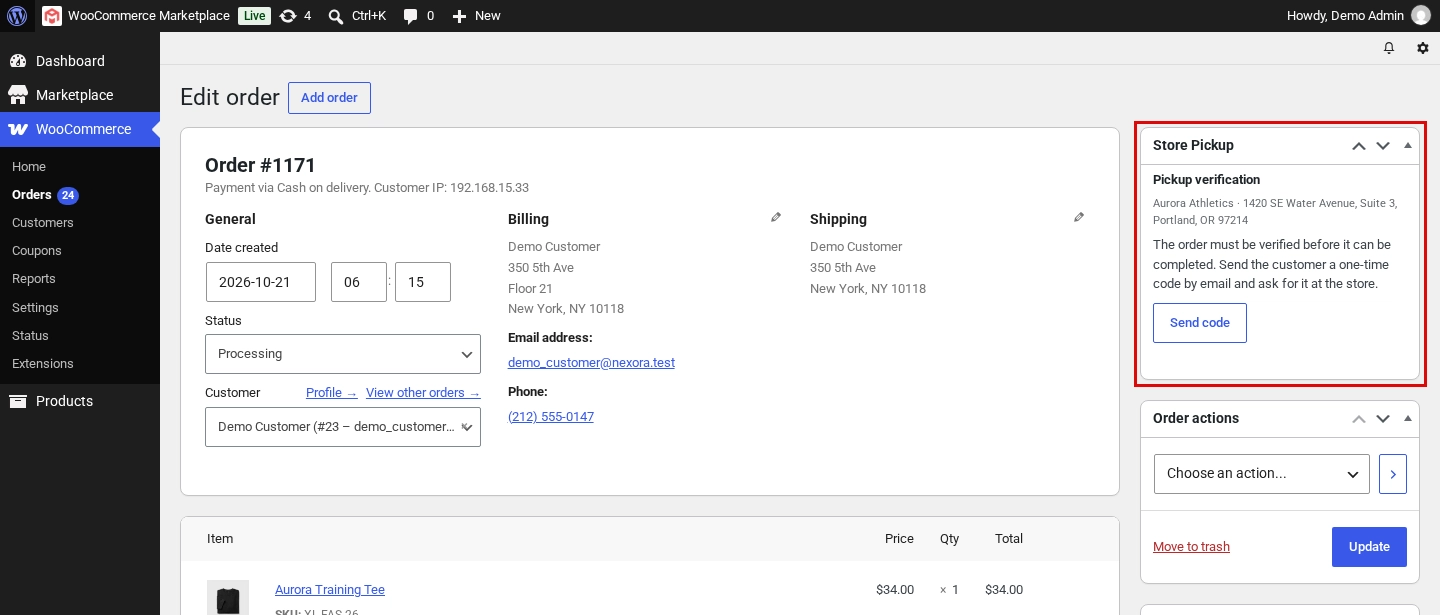 WooCommerce Marketplace Live 4 Ctrl+K 0 New Howdy, Demo Admin
Dashboard
Marketplace
WooCommerce
Home
Orders 24
Customers
Coupons
Reports
Settings
Status
Extensions
Products
Edit order Add order
Order #1171
Payment via Cash on delivery. Customer IP: 192.168.15.33
General
Date created
2026-10-21 06 : 15
Status
Processing
Customer Profile → View other orders →
Demo Customer (#23 – demo_customer... ×
Billing
Demo Customer
350 5th Ave
Floor 21
New York, NY 10118
Email address:
demo_customer@nexora.test
Phone:
(212) 555-0147
Shipping
Demo Customer
350 5th Ave
New York, NY 10118
Item Price Qty Total
Aurora Training Tee $34.00 × 1 $34.00
Store Pickup
Pickup verification
Aurora Athletics · 1420 SE Water Avenue, Suite 3,
Portland, OR 97214
The order must be verified before it can be
completed. Send the customer a one-time
code by email and ask for it at the store.
Send code
Order actions
Choose an action...
Move to trash Update